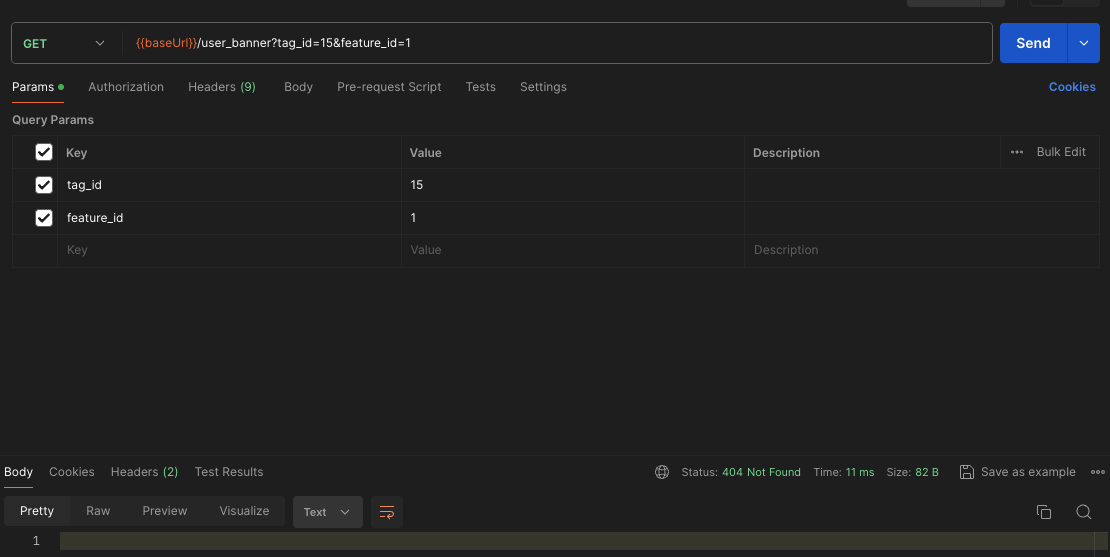 GET {{baseUrl}}/user_banner?tag_id=15&feature_id=1 Send
Params Authorization Headers (9) Body Pre-request Script Tests Settings Cookies
Query Params
Key Value Description Bulk Edit
tag_id 15
feature_id 1
Key Value Description
Body Cookies Headers (2) Test Results Status: 404 Not Found Time: 11 ms Size: 82 B Save as example
Pretty Raw Preview Visualize Text
1